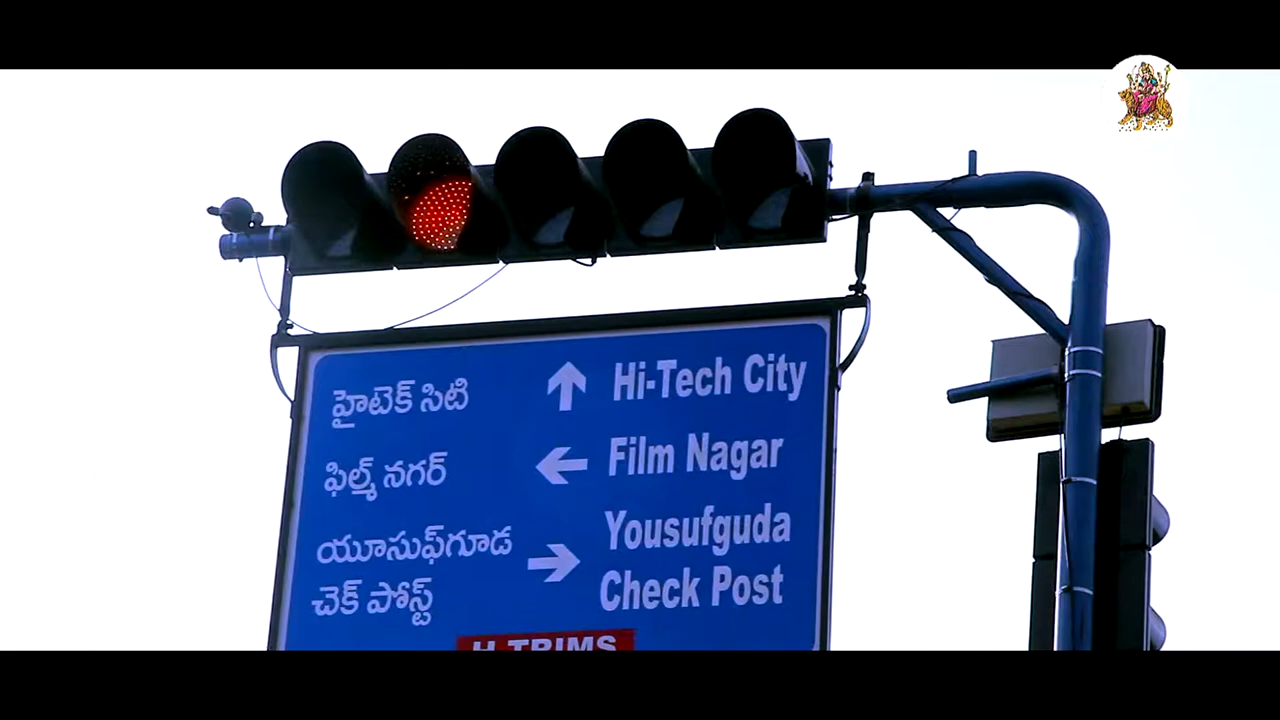 హైటెక్ సిటి Hi-Tech City
ఫిల్మ్ నగర్ Film Nagar
యూసుఫ్‌గూడ Yousufguda
చెక్ పోస్ట్ Check Post
H-TRIMS